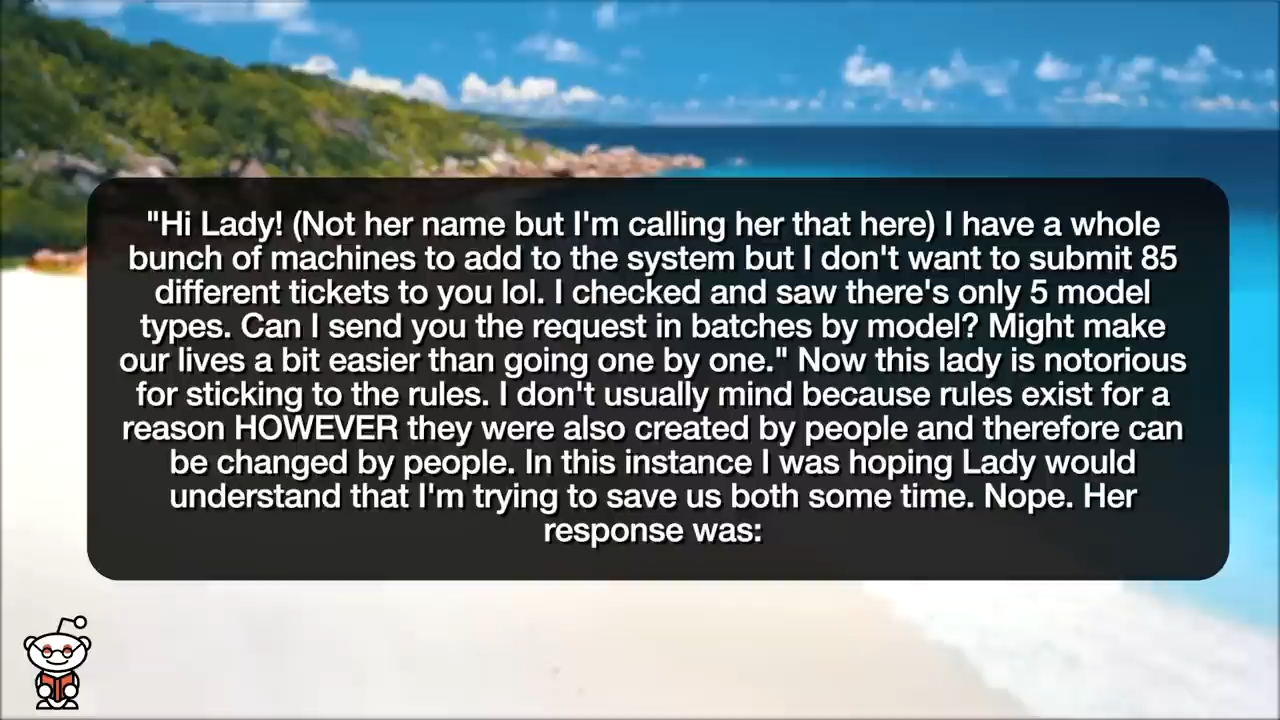 "Hi Lady! (Not her name but I'm calling her that here) I have a whole
bunch of machines to add to the system but I don't want to submit 85
different tickets to you lol. I checked and saw there's only 5 model
types. Can I send you the request in batches by model? Might make
our lives a bit easier than going one by one." Now this lady is notorious
for sticking to the rules. I don't usually mind because rules exist for a
reason HOWEVER they were also created by people and therefore can
be changed by people. In this instance I was hoping Lady would
understand that I'm trying to save us both some time. Nope. Her
response was: